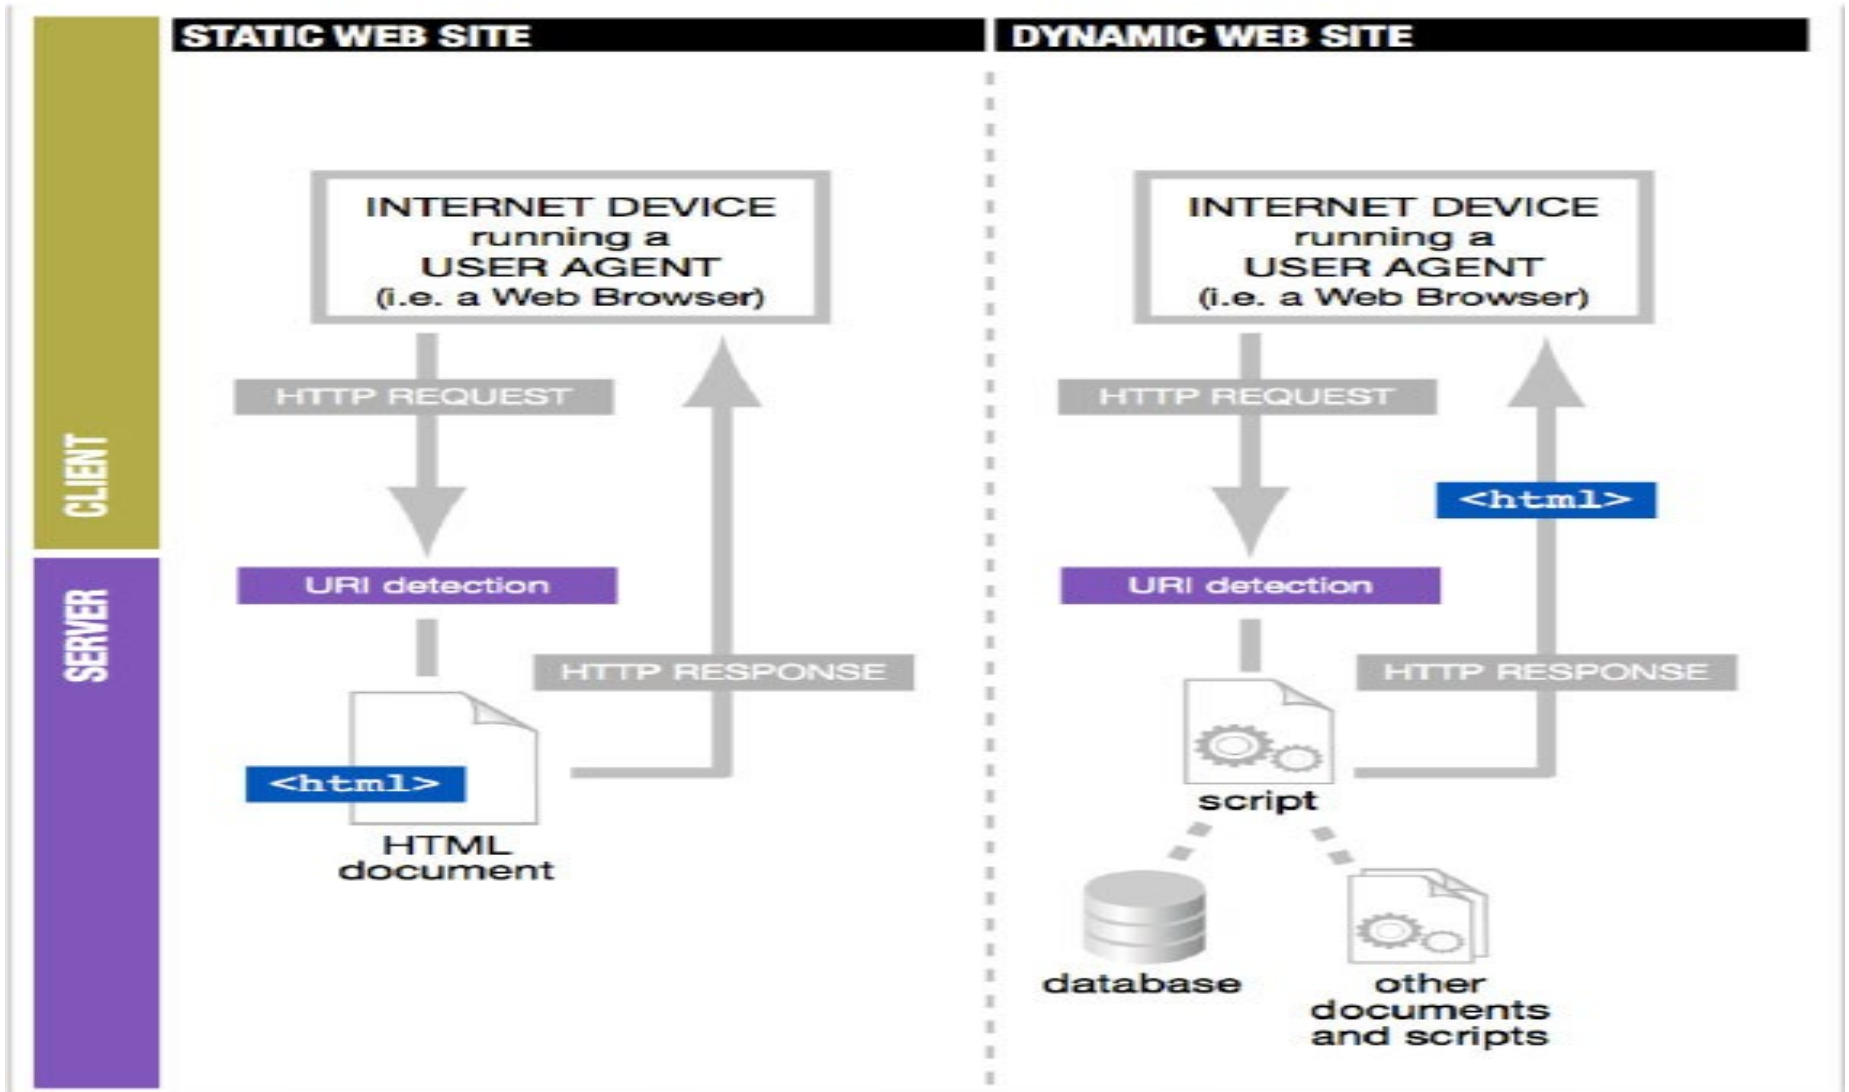 STATIC WEB SITE
DYNAMIC WEB SITE
CLIENT
SERVER
INTERNET DEVICE
running a
USER AGENT
(i.e. a Web Browser)
HTTP REQUEST
URI detection
HTTP RESPONSE
<html>
HTML
document
INTERNET DEVICE
running a
USER AGENT
(i.e. a Web Browser)
HTTP REQUEST
<html>
URI detection
HTTP RESPONSE
script
database
other
documents
and scripts